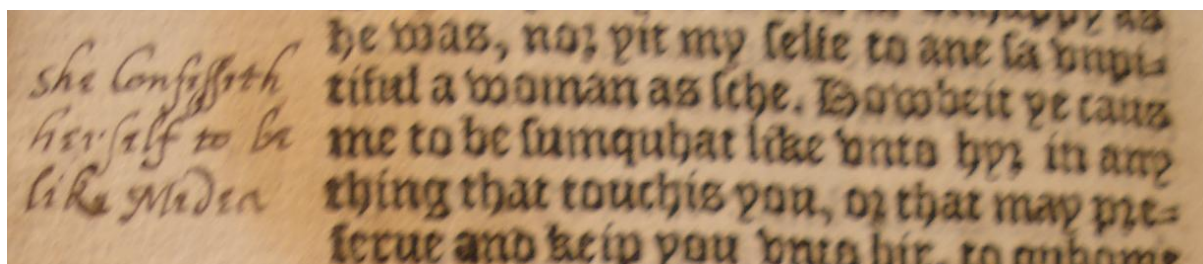 she Confessith
herself to be
like Medea
he was, nor yit my selfe to ane sa vnpi-
tiful a woman as sche. Howbeit ye caus
me to be sumquhat like vnto hyr in any
thing that touchis you, or that may pre-
serue and keip you vnto hir, to quhome